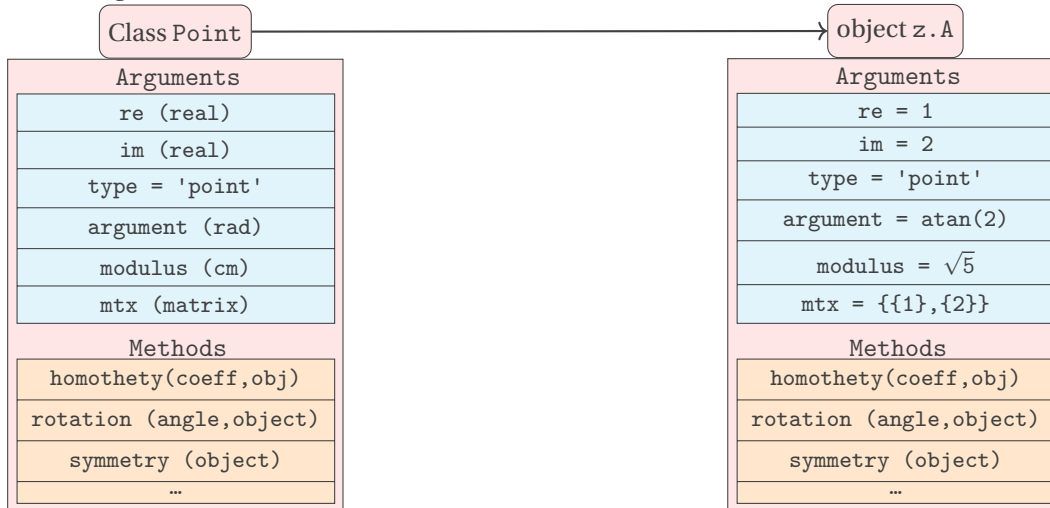 Class Point
object z.A
Arguments
re (real)
im (real)
type = 'point'
argument (rad)
modulus (cm)
mtx (matrix)
Methods
homothety(coeff,obj)
rotation (angle,object)
symmetry (object)
…
Arguments
re = 1
im = 2
type = 'point'
argument = atan(2)
modulus = √5
mtx = {{1},{2}}
Methods
homothety(coeff,obj)
rotation (angle,object)
symmetry (object)
…